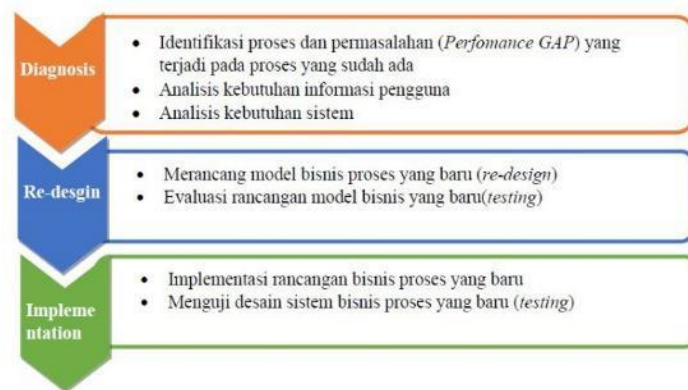 Diagnosis
• Identifikasi proses dan permasalahan (Perfomance GAP) yang
terjadi pada proses yang sudah ada
• Analisis kebutuhan informasi pengguna
• Analisis kebutuhan sistem
Re-desgin
• Merancang model bisnis proses yang baru (re-design)
• Evaluasi rancangan model bisnis yang baru(testing)
Impleme
ntation
• Implementasi rancangan bisnis proses yang baru
• Menguji desain sistem bisnis proses yang baru (testing)